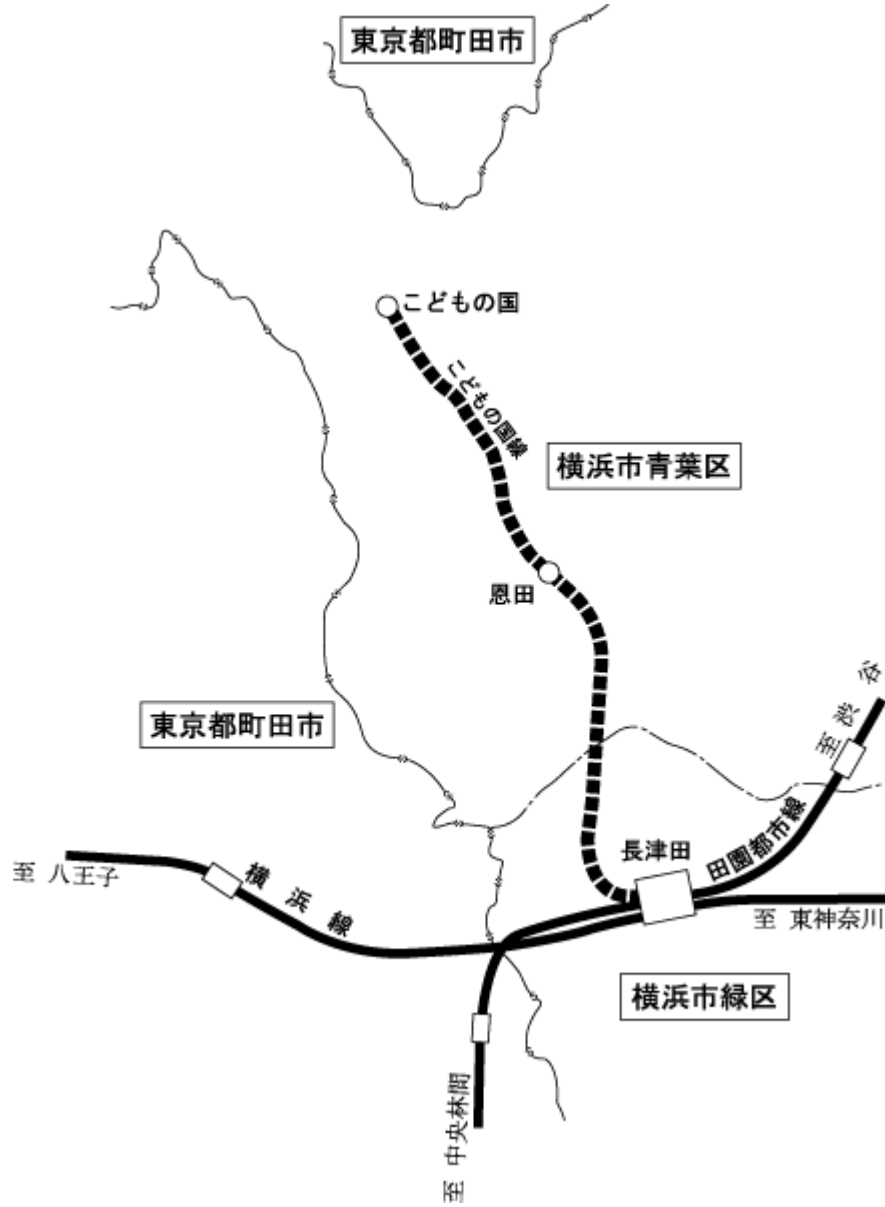 東京都町田市
こどもの国
こどもの国線
横浜市青葉区
恩田
至 渋谷
東京都町田市
田園都市線
長津田
至 八王子
横浜線
至 東神奈川
横浜市緑区
至 中央林間